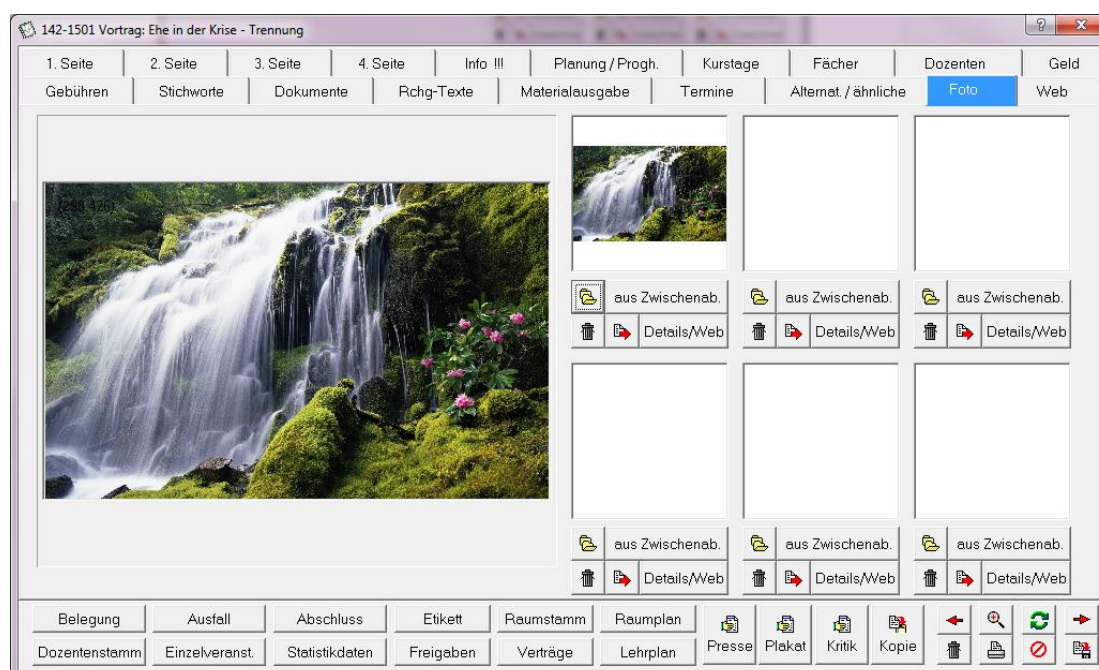 142-1501 Vortrag: Ehe in der Krise - Trennung
1. Seite 2. Seite 3. Seite 4. Seite Info !!! Planung / Progh. Kurstage Fächer Dozenten Geld
Gebühren Stichworte Dokumente Rchg-Texte Materialausgabe Termine Alternat. / ähnliche Foto Web
aus Zwischenab. aus Zwischenab. aus Zwischenab.
Details/Web Details/Web Details/Web
aus Zwischenab. aus Zwischenab. aus Zwischenab.
Details/Web Details/Web Details/Web
Belegung Ausfall Abschluss Etikett Raumstamm Raumplan
Presse Plakat Kritik Kopie
Dozentenstamm Einzelveranst. Statistikdaten Freigaben Verträge Lehrplan